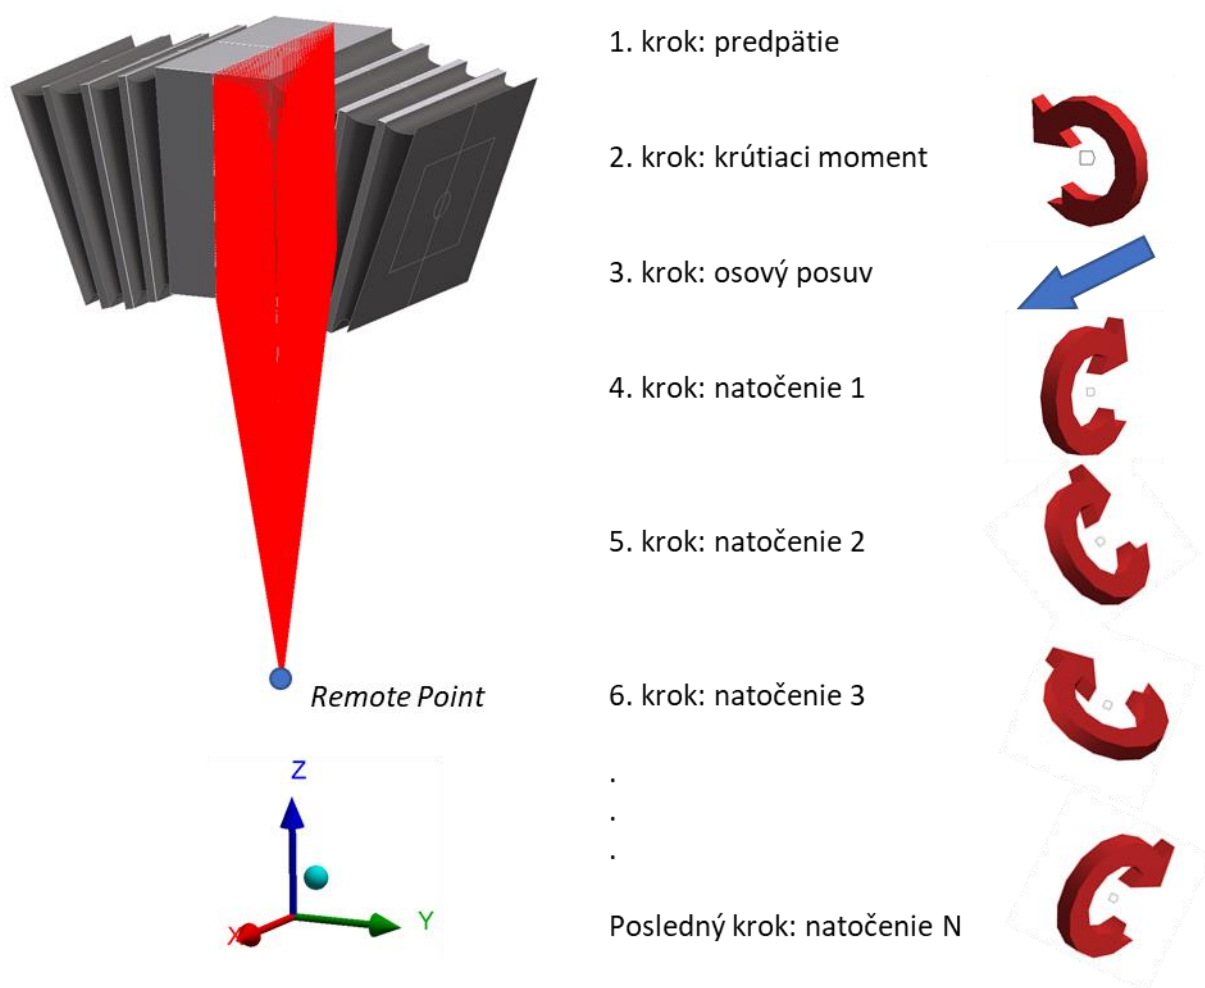 1. krok: predpätie
2. krok: krútiaci moment
3. krok: osový posuv
4. krok: natočenie 1
5. krok: natočenie 2
Remote Point
6. krok: natočenie 3
.
.
.
Z
X
Y
Posledný krok: natočenie N